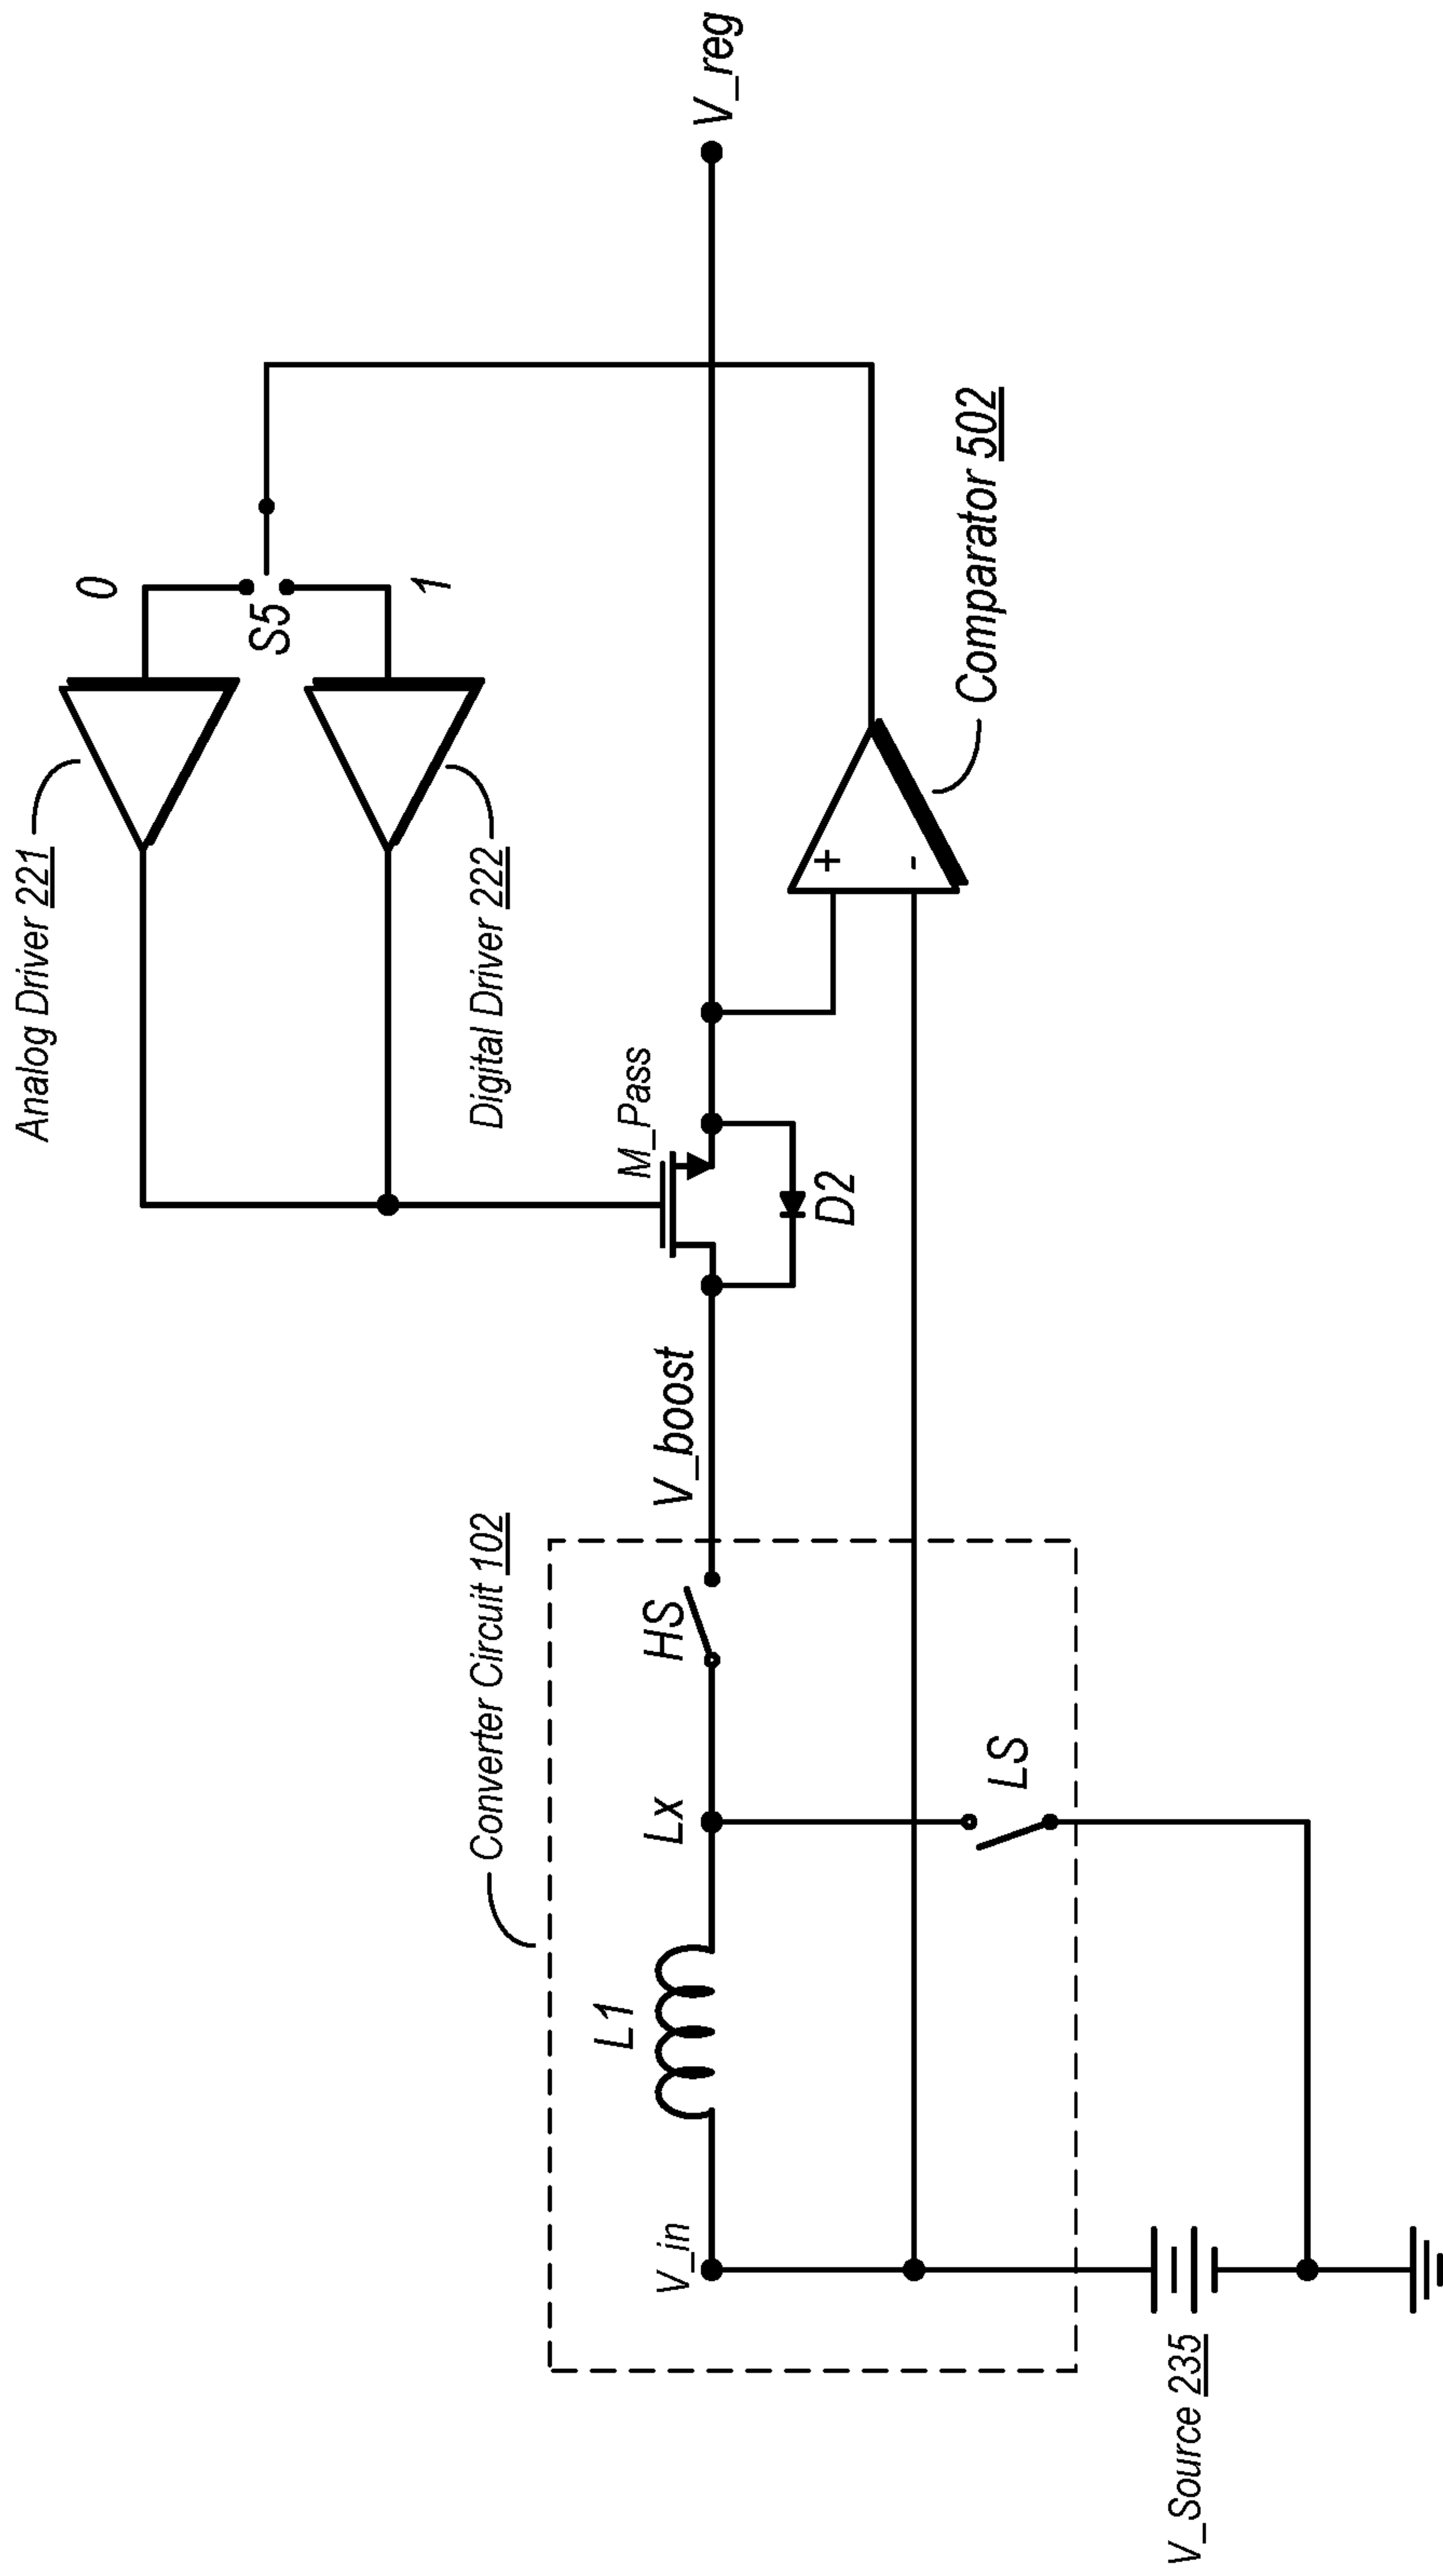 Analog Driver 221
0
S5
1
Digital Driver 222
M_Pass
V_reg
Converter Circuit 102
V_boost
D2
+
-
Comparator 502
V_in
L1
Lx
HS
LS
V_Source 235